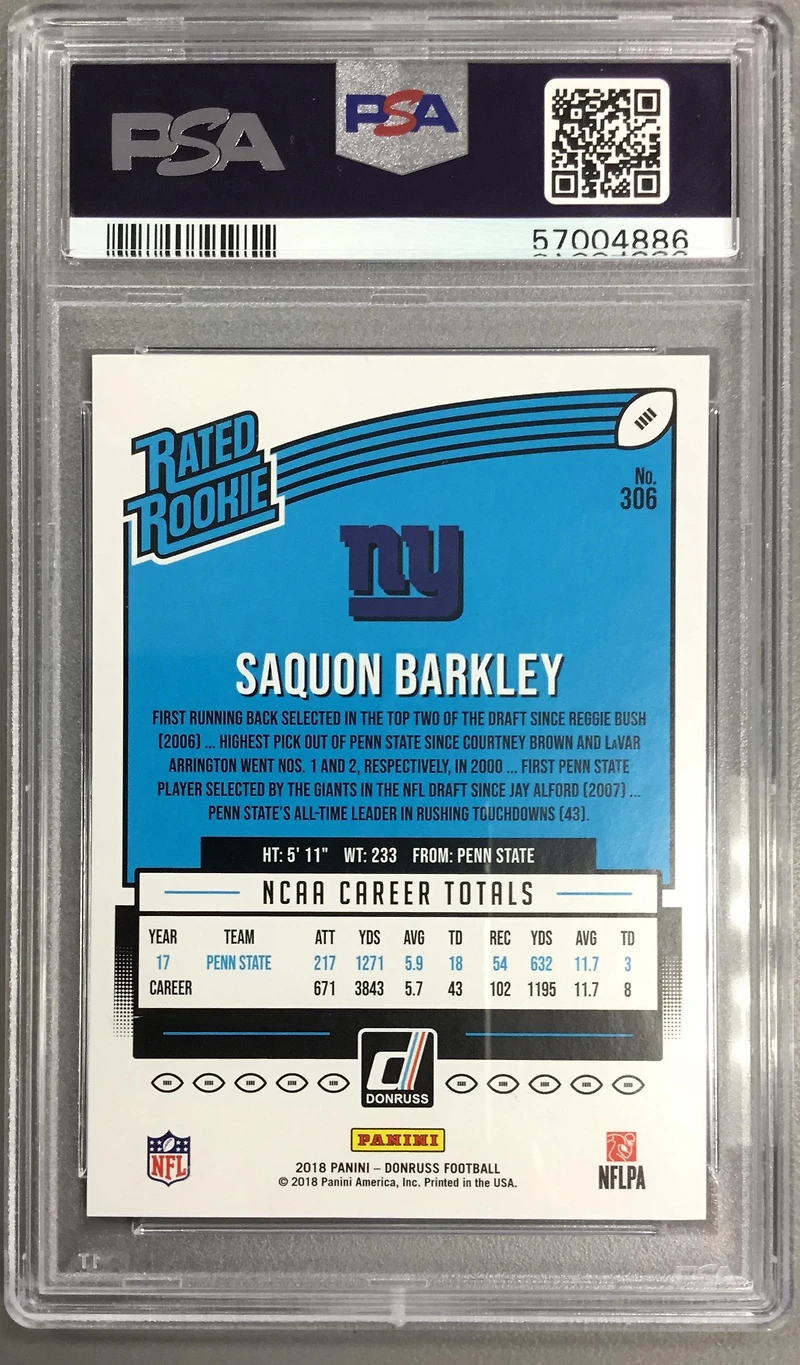 PSA
PSA
57004886
RATED
ROOKIE
No.
306
ny
SAQUON BARKLEY
FIRST RUNNING BACK SELECTED IN THE TOP TWO OF THE DRAFT SINCE REGGIE BUSH
(2006) ... HIGHEST PICK OUT OF PENN STATE SINCE COURTNEY BROWN AND LaVAR
ARRINGTON WENT NOS. 1 AND 2, RESPECTIVELY, IN 2000 ... FIRST PENN STATE
PLAYER SELECTED BY THE GIANTS IN THE NFL DRAFT SINCE JAY ALFORD (2007) ...
PENN STATE'S ALL-TIME LEADER IN RUSHING TOUCHDOWNS (43).
HT: 5' 11" WT: 233 FROM: PENN STATE
NCAA CAREER TOTALS
YEAR TEAM ATT YDS AVG TD REC YDS AVG TD
17 PENN STATE 217 1271 5.9 18 54 632 11.7 3
CAREER 671 3843 5.7 43 102 1195 11.7 8
d
DONRUSS
PANINI
NFL
2018 PANINI – DONRUSS FOOTBALL
© 2018 Panini America, Inc. Printed in the USA.
NFLPA